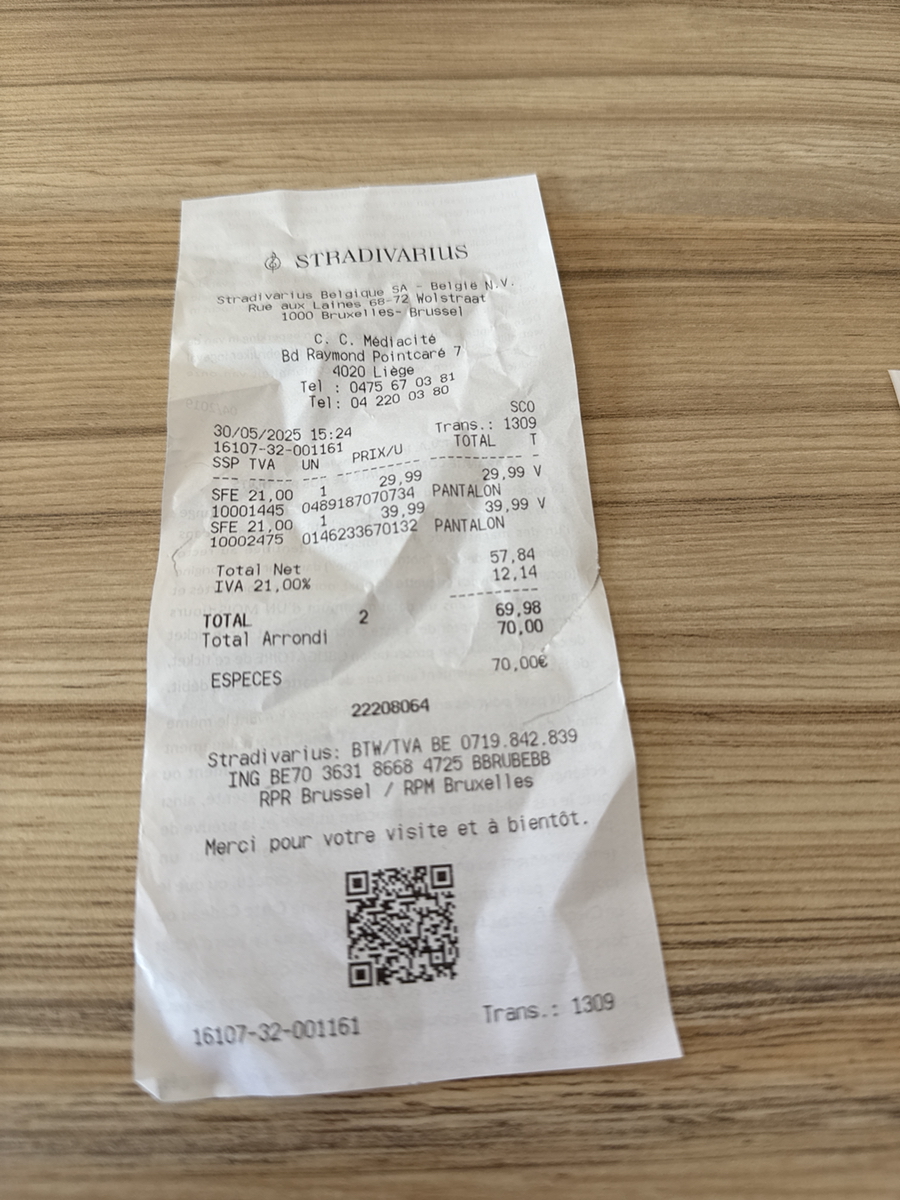 STRADIVARIUS
Stradivarius Belgique SA - België N.V.
Rue aux Laines 68-72 Wolstraat
1000 Bruxelles- Brussel
C. C. Médiacité
Bd Raymond Pointcaré 7
4020 Liège
Tel : 0475 67 03 81
Tel: 04 220 03 80
SCO
30/05/2025 15:24 Trans.: 1309
16107-32-001161
SSP TVA UN PRIX/U TOTAL T
SFE 21,00 1 29,99 29,99 V
10001445 0489187070734 PANTALON
SFE 21,00 1 39,99 39,99 V
10002475 0146233670132 PANTALON
Total Net 57,84
IVA 21,00% 12,14
TOTAL 2 69,98
Total Arrondi 70,00
ESPECES 70,00€
22208064
Stradivarius: BTW/TVA BE 0719.842.839
ING BE70 3631 8668 4725 BBRUBEBB
RPR Brussel / RPM Bruxelles
Merci pour votre visite et à bientôt.
16107-32-001161 Trans.: 1309